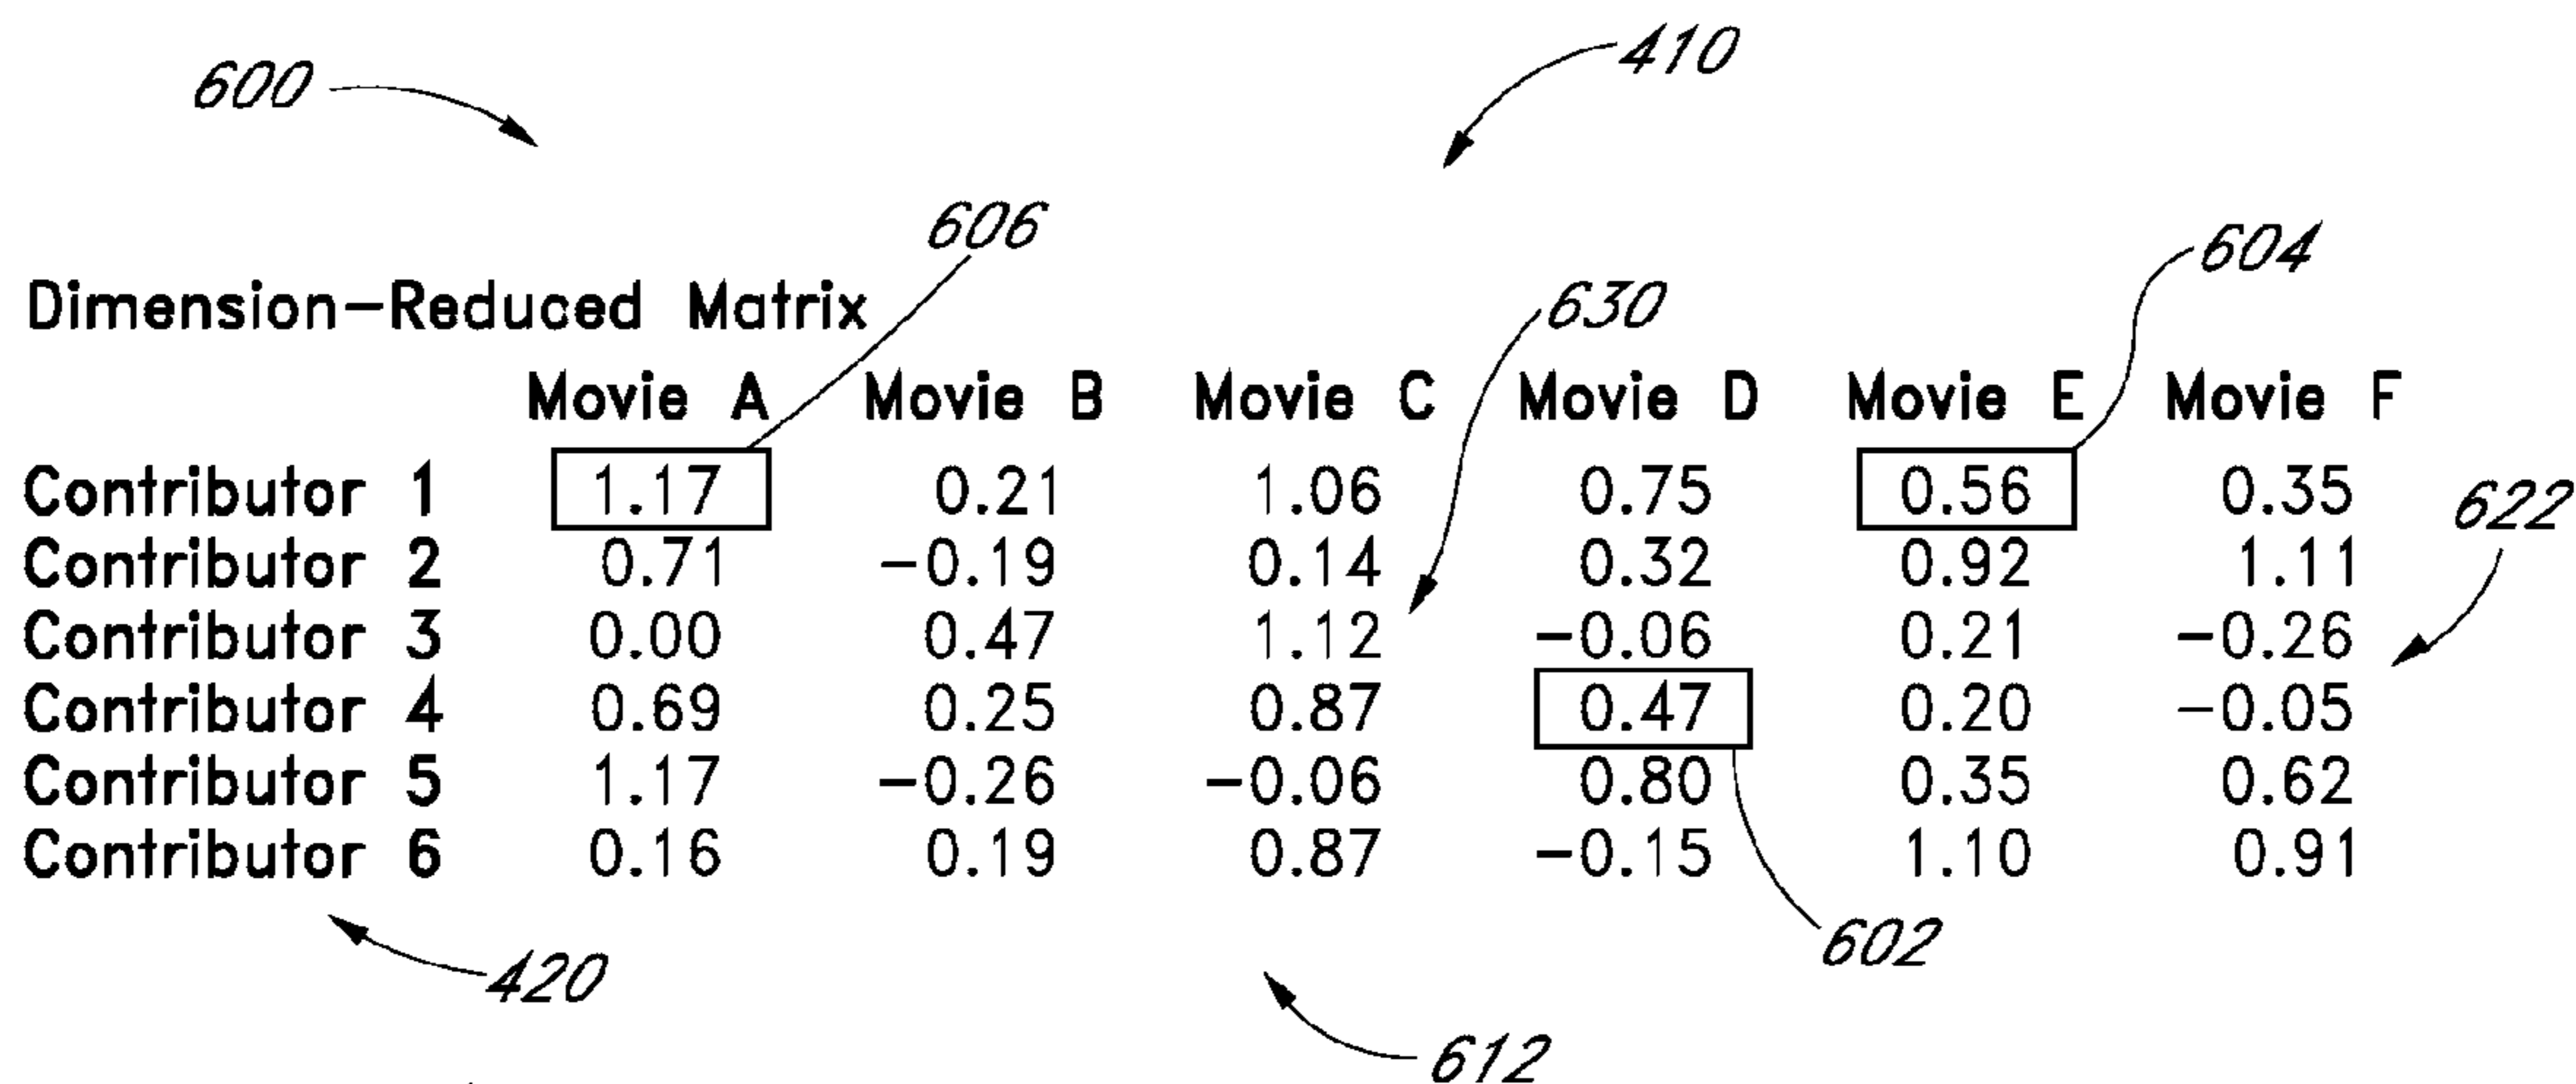 410
600
606
604
Dimension-Reduced Matrix
630
Movie A Movie B Movie C Movie D Movie E Movie F
Contributor 1 1.17 0.21 1.06 0.75 0.56 0.35
622
Contributor 2 0.71 -0.19 0.14 0.32 0.92 1.11
Contributor 3 0.00 0.47 1.12 -0.06 0.21 -0.26
Contributor 4 0.69 0.25 0.87 0.47 0.20 -0.05
Contributor 5 1.17 -0.26 -0.06 0.80 0.35 0.62
Contributor 6 0.16 0.19 0.87 -0.15 1.10 0.91
602
420
612